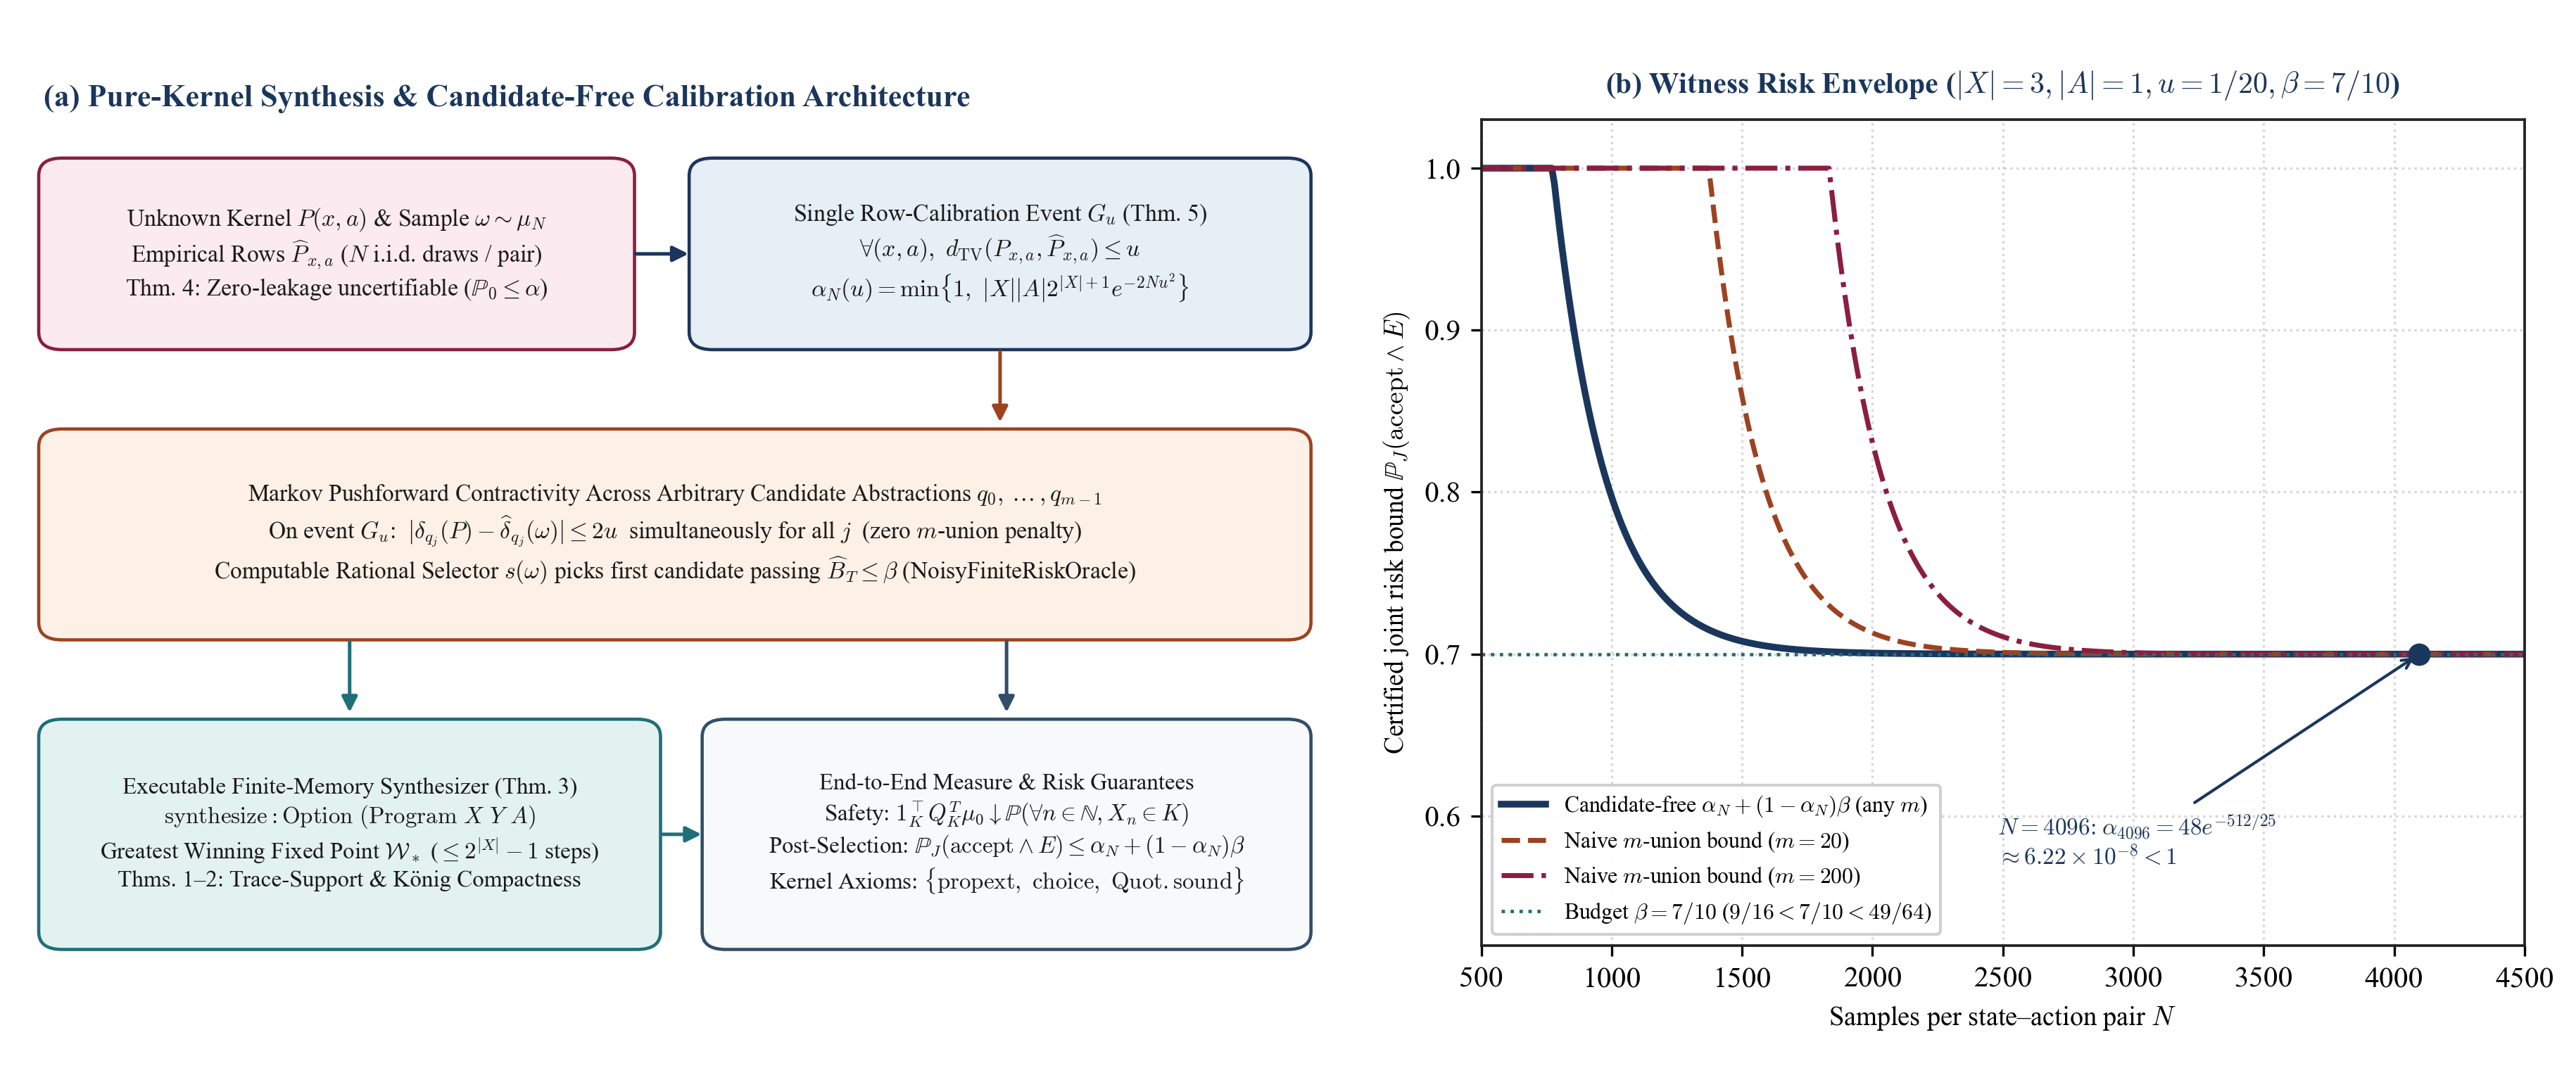 (a) Pure-Kernel Synthesis & Candidate-Free Calibration Architecture
Unknown Kernel P(x, a) & Sample ω ∼ μ_N
Empirical Rows P̂_{x,a} (N i.i.d. draws / pair)
Thm. 4: Zero-leakage uncertifiable (ℙ₀ ≤ α)
Single Row-Calibration Event G_u (Thm. 5)
∀(x, a), d_TV(P_{x,a}, P̂_{x,a}) ≤ u
α_N(u) = min{1, |X||A|2^{|X|+1}e^{−2Nu²}}
Markov Pushforward Contractivity Across Arbitrary Candidate Abstractions q₀, …, q_{m−1}
On event G_u: |δ_{q_j}(P) − δ̂_{q_j}(ω)| ≤ 2u simultaneously for all j (zero m-union penalty)
Computable Rational Selector s(ω) picks first candidate passing B̂_T ≤ β (NoisyFiniteRiskOracle)
Executable Finite-Memory Synthesizer (Thm. 3)
synthesize : Option (Program X Y A)
Greatest Winning Fixed Point 𝒲_* (≤ 2^{|X|} − 1 steps)
Thms. 1–2: Trace-Support & König Compactness
End-to-End Measure & Risk Guarantees
Safety: 1_K^⊤ Q_K^T μ₀ ↓ ℙ(∀n ∈ ℕ, X_n ∈ K)
Post-Selection: ℙ_J(accept ∧ E) ≤ α_N + (1 − α_N)β
Kernel Axioms: {propext, choice, Quot.sound}
(b) Witness Risk Envelope (|X| = 3, |A| = 1, u = 1/20, β = 7/10)
Certified joint risk bound ℙ_J(accept ∧ E)
1.0
0.9
0.8
0.7
0.6
N = 4096: α₄₀₉₆ = 48e^{−512/25}
≈ 6.22 × 10⁻⁸ < 1
Candidate-free α_N + (1 − α_N)β (any m)
Naive m-union bound (m = 20)
Naive m-union bound (m = 200)
Budget β = 7/10 (9/16 < 7/10 < 49/64)
500 1000 1500 2000 2500 3000 3500 4000 4500
Samples per state–action pair N